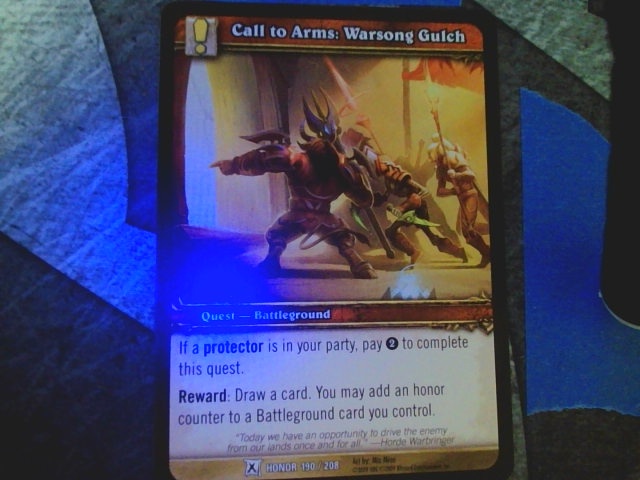 Call to Arms: Warsong Gulch
Quest — Battleground
If a protector is in your party, pay 2 to complete
this quest.
Reward: Draw a card. You may add an honor
counter to a Battleground card you control.
"Today we have an opportunity to drive the enemy
from our lands once and for all." —Horde Warbringer
HONOR 190 / 208
Art by: